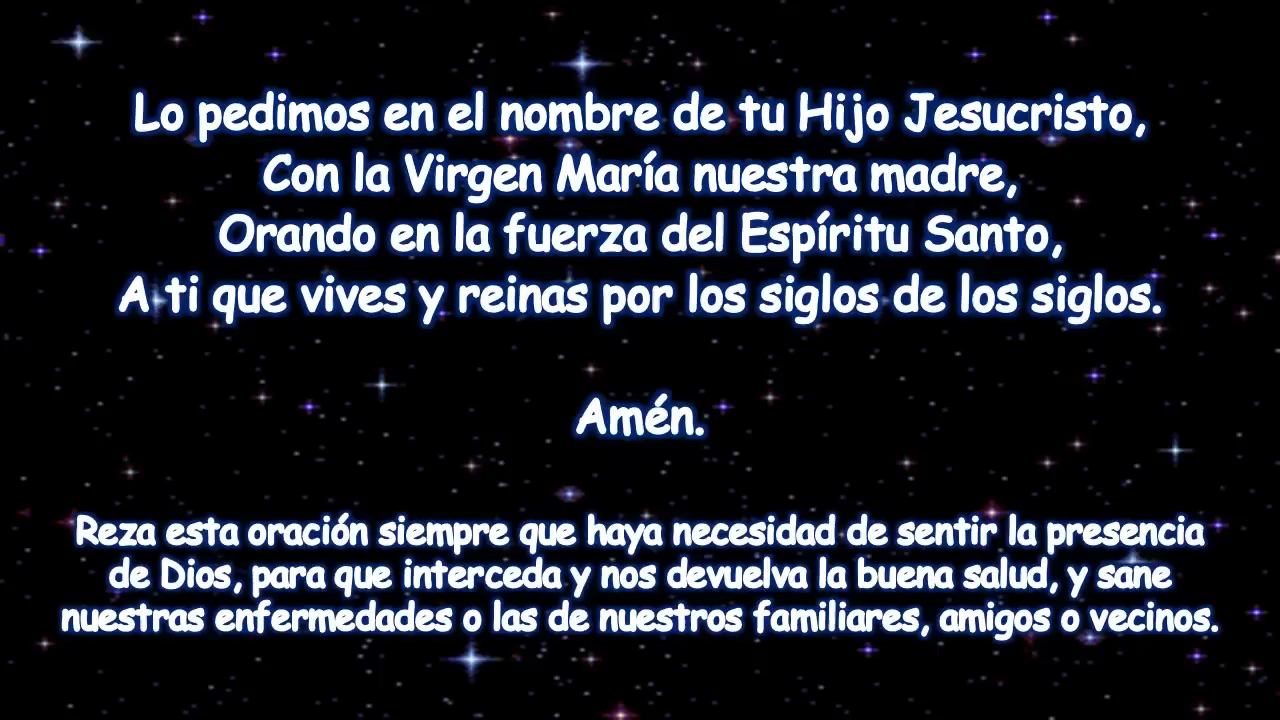 Lo pedimos en el nombre de tu Hijo Jesucristo,
Con la Virgen María nuestra madre,
Orando en la fuerza del Espíritu Santo,
A ti que vives y reinas por los siglos de los siglos.
Amén.
Reza esta oración siempre que haya necesidad de sentir la presencia
de Dios, para que interceda y nos devuelva la buena salud, y sane
nuestras enfermedades o las de nuestros familiares, amigos o vecinos.